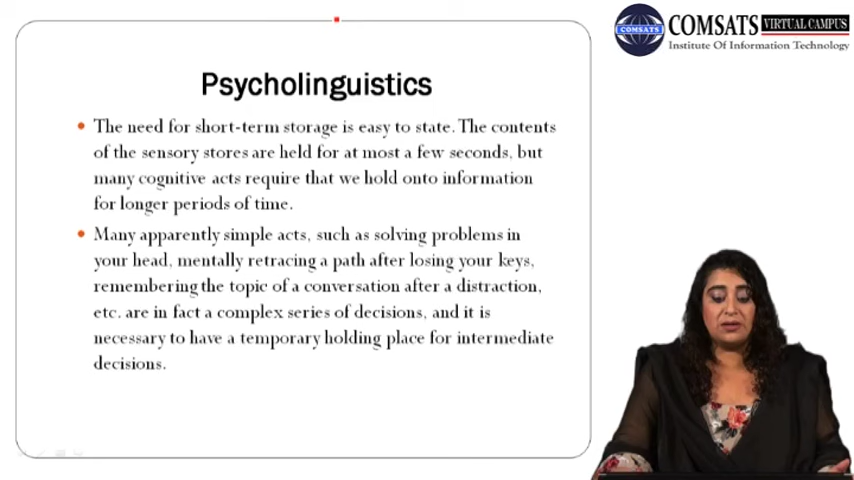 COMSATS VIRTUAL CAMPUS
COMSATS
Institute Of Information Technology
Psycholinguistics
The need for short-term storage is easy to state. The contents
of the sensory stores are held for at most a few seconds, but
many cognitive acts require that we hold onto information
for longer periods of time.
Many apparently simple acts, such as solving problems in
your head, mentally retracing a path after losing your keys,
remembering the topic of a conversation after a distraction,
etc. are in fact a complex series of decisions, and it is
necessary to have a temporary holding place for intermediate
decisions.